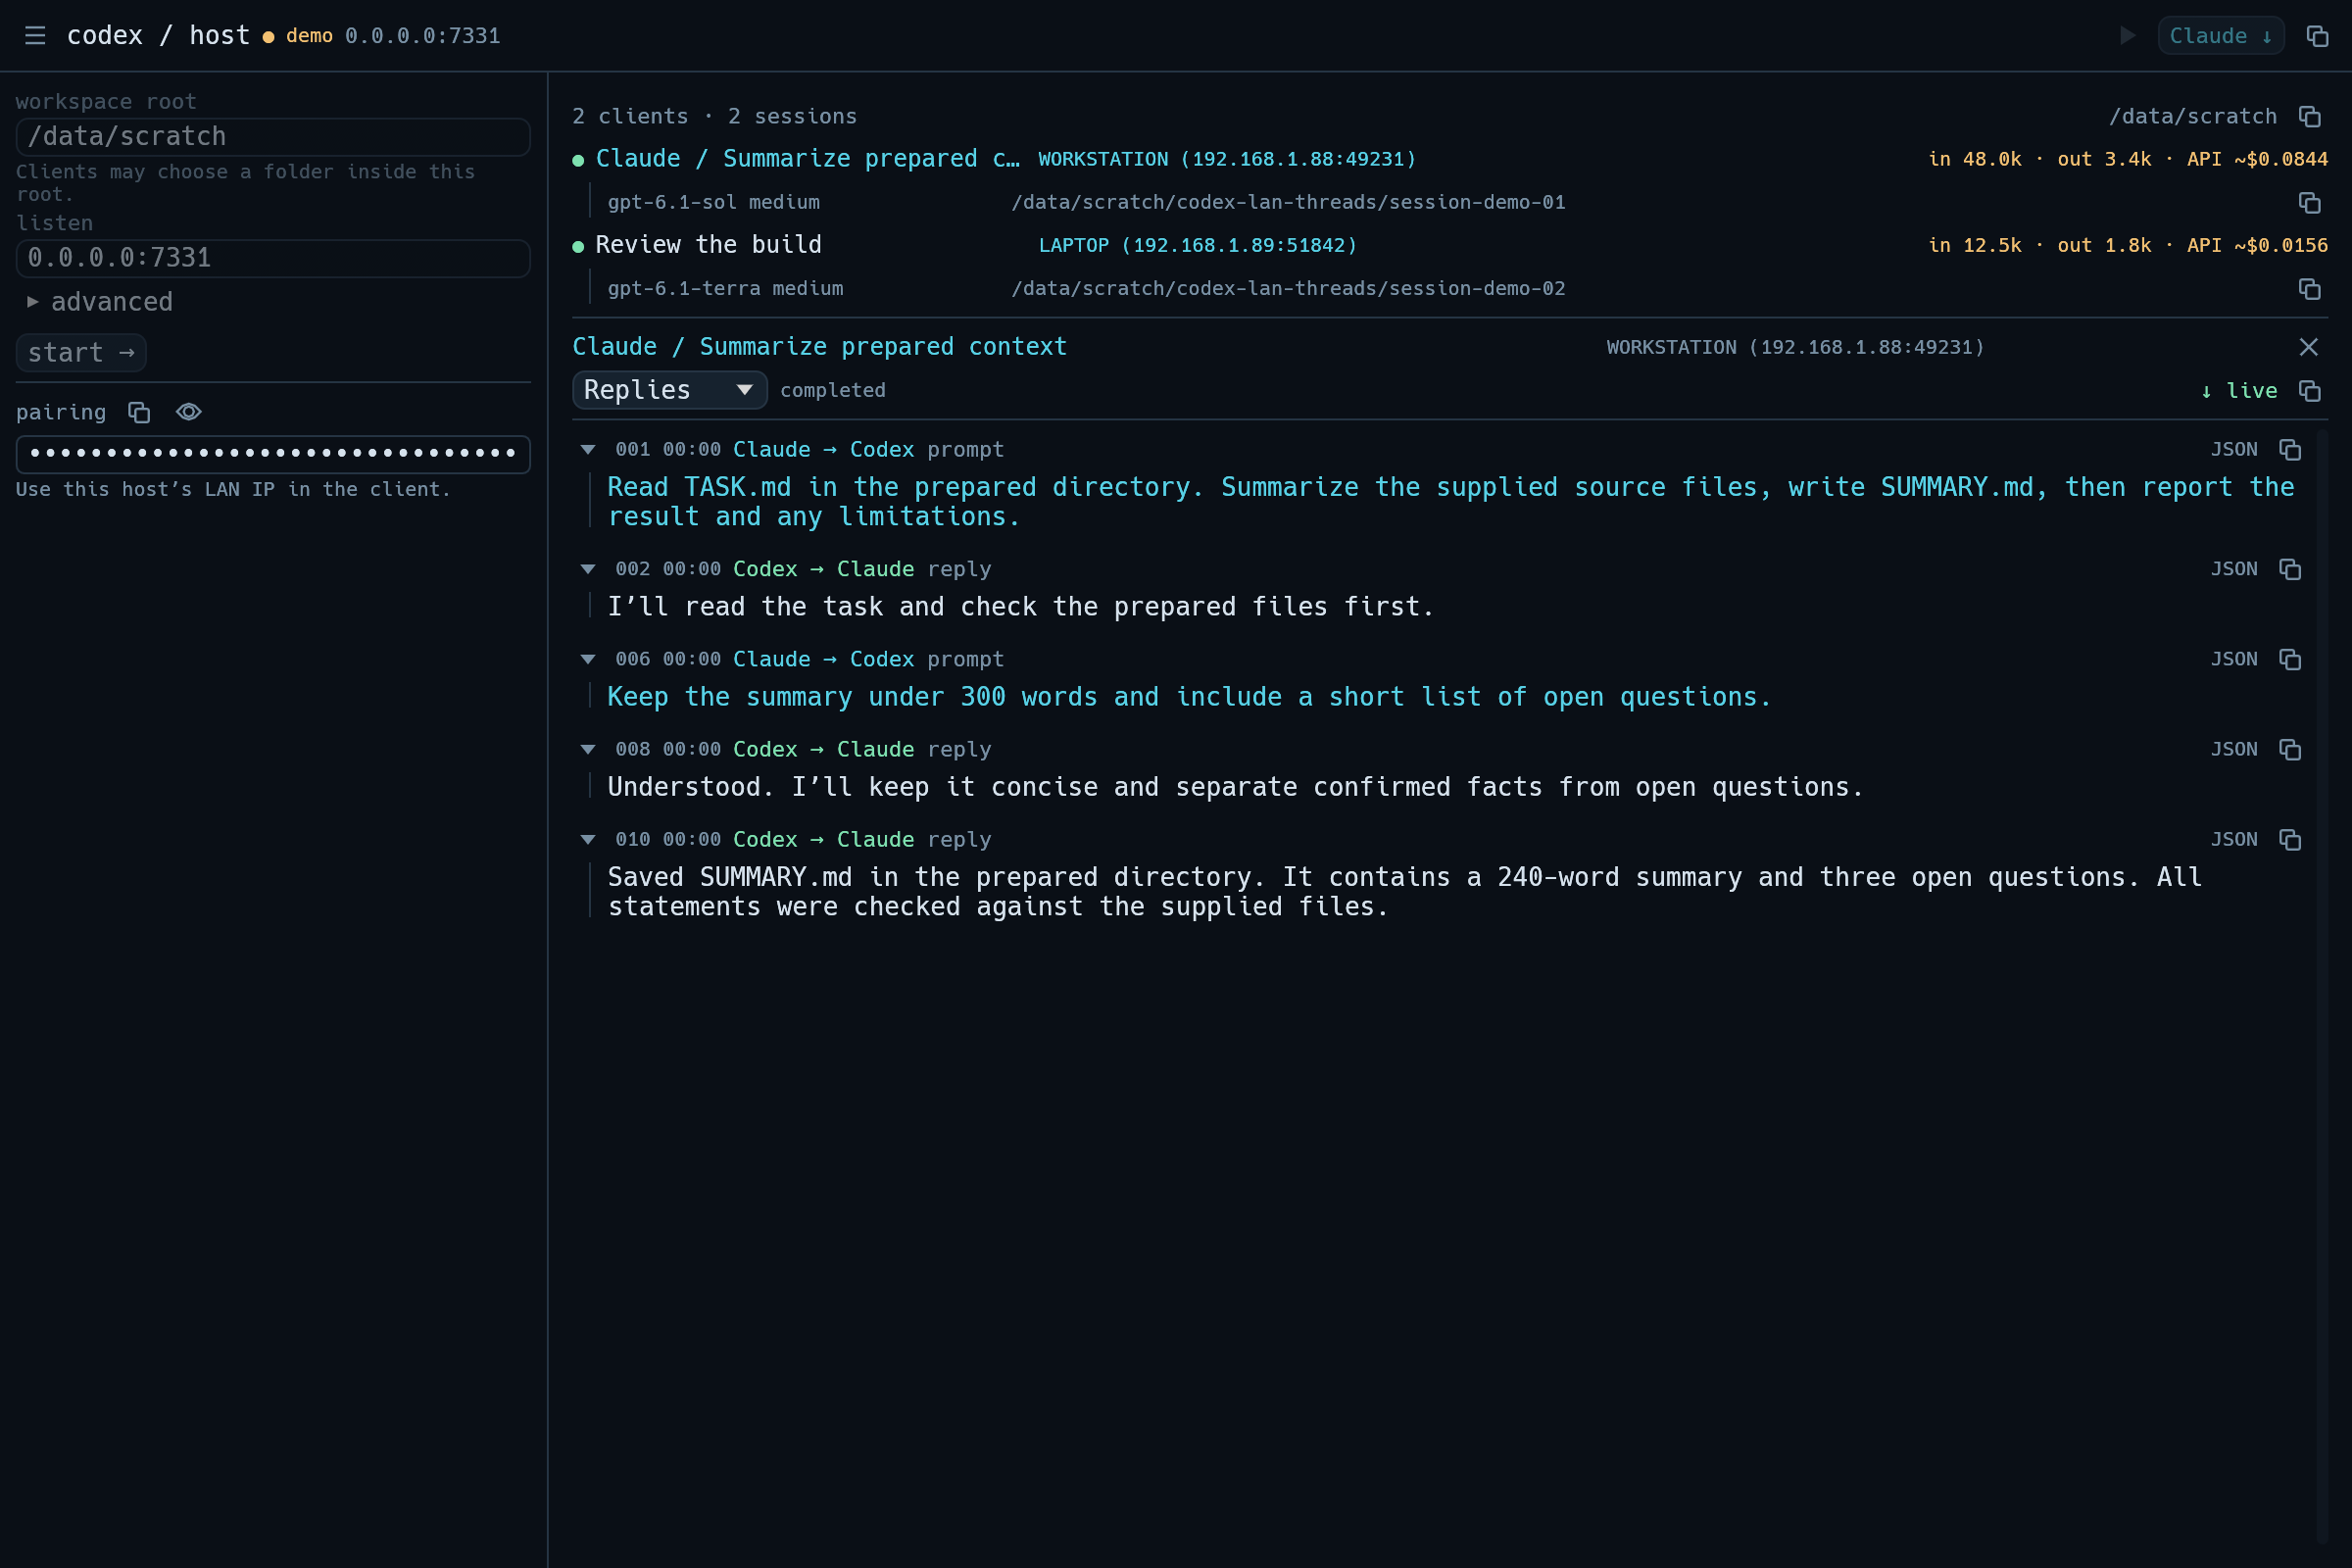 codex / host ● demo 0.0.0.0:7331
Claude ↓
workspace root
/data/scratch
Clients may choose a folder inside this
root.
listen
0.0.0.0:7331
▸ advanced
start →
pairing
••••••••••••••••••••••••••••••••
Use this host’s LAN IP in the client.
2 clients · 2 sessions /data/scratch
Claude / Summarize prepared c… WORKSTATION (192.168.1.88:49231) in 48.0k · out 3.4k · API ~$0.0844
gpt-6.1-sol medium /data/scratch/codex-lan-threads/session-demo-01
Review the build LAPTOP (192.168.1.89:51842) in 12.5k · out 1.8k · API ~$0.0156
gpt-6.1-terra medium /data/scratch/codex-lan-threads/session-demo-02
Claude / Summarize prepared context WORKSTATION (192.168.1.88:49231)
Replies completed ↓ live
001 00:00 Claude → Codex prompt JSON
Read TASK.md in the prepared directory. Summarize the supplied source files, write SUMMARY.md, then report the
result and any limitations.
002 00:00 Codex → Claude reply JSON
I’ll read the task and check the prepared files first.
006 00:00 Claude → Codex prompt JSON
Keep the summary under 300 words and include a short list of open questions.
008 00:00 Codex → Claude reply JSON
Understood. I’ll keep it concise and separate confirmed facts from open questions.
010 00:00 Codex → Claude reply JSON
Saved SUMMARY.md in the prepared directory. It contains a 240-word summary and three open questions. All
statements were checked against the supplied files.